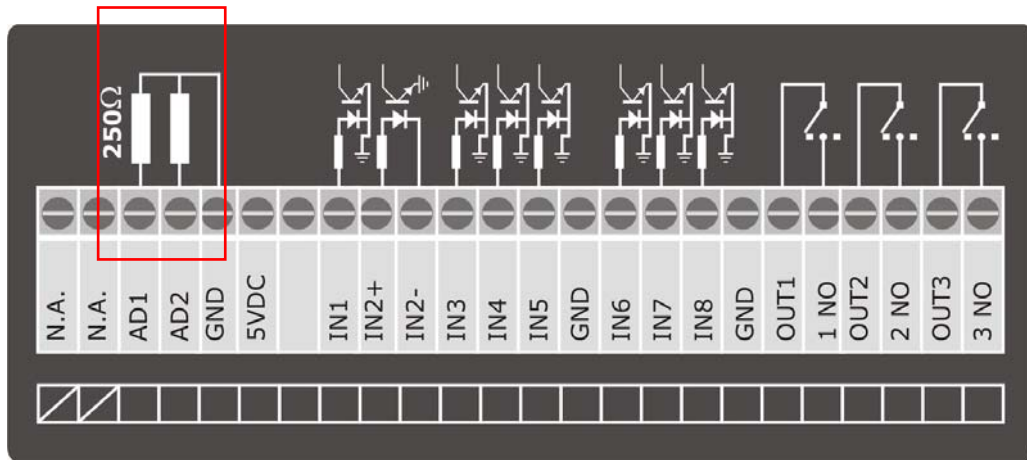 250Ω
N.A.
N.A.
AD1
AD2
GND
5VDC
IN1
IN2+
IN2-
IN3
IN4
IN5
GND
IN6
IN7
IN8
GND
OUT1
1 NO
OUT2
2 NO
OUT3
3 NO